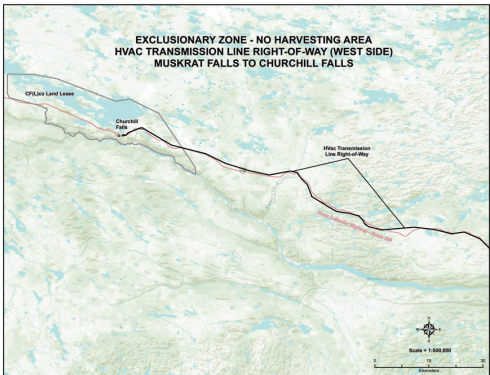 EXCLUSIONARY ZONE - NO HARVESTING AREA
HVAC TRANSMISSION LINE RIGHT-OF-WAY (WEST SIDE)
MUSKRAT FALLS TO CHURCHILL FALLS
CF(L)co Land Lease
Churchill
Falls
HVac Transmission
Line Right-of-Way
N
W
E
S
Scale = 1:500,000
0
15
30
Kilometers